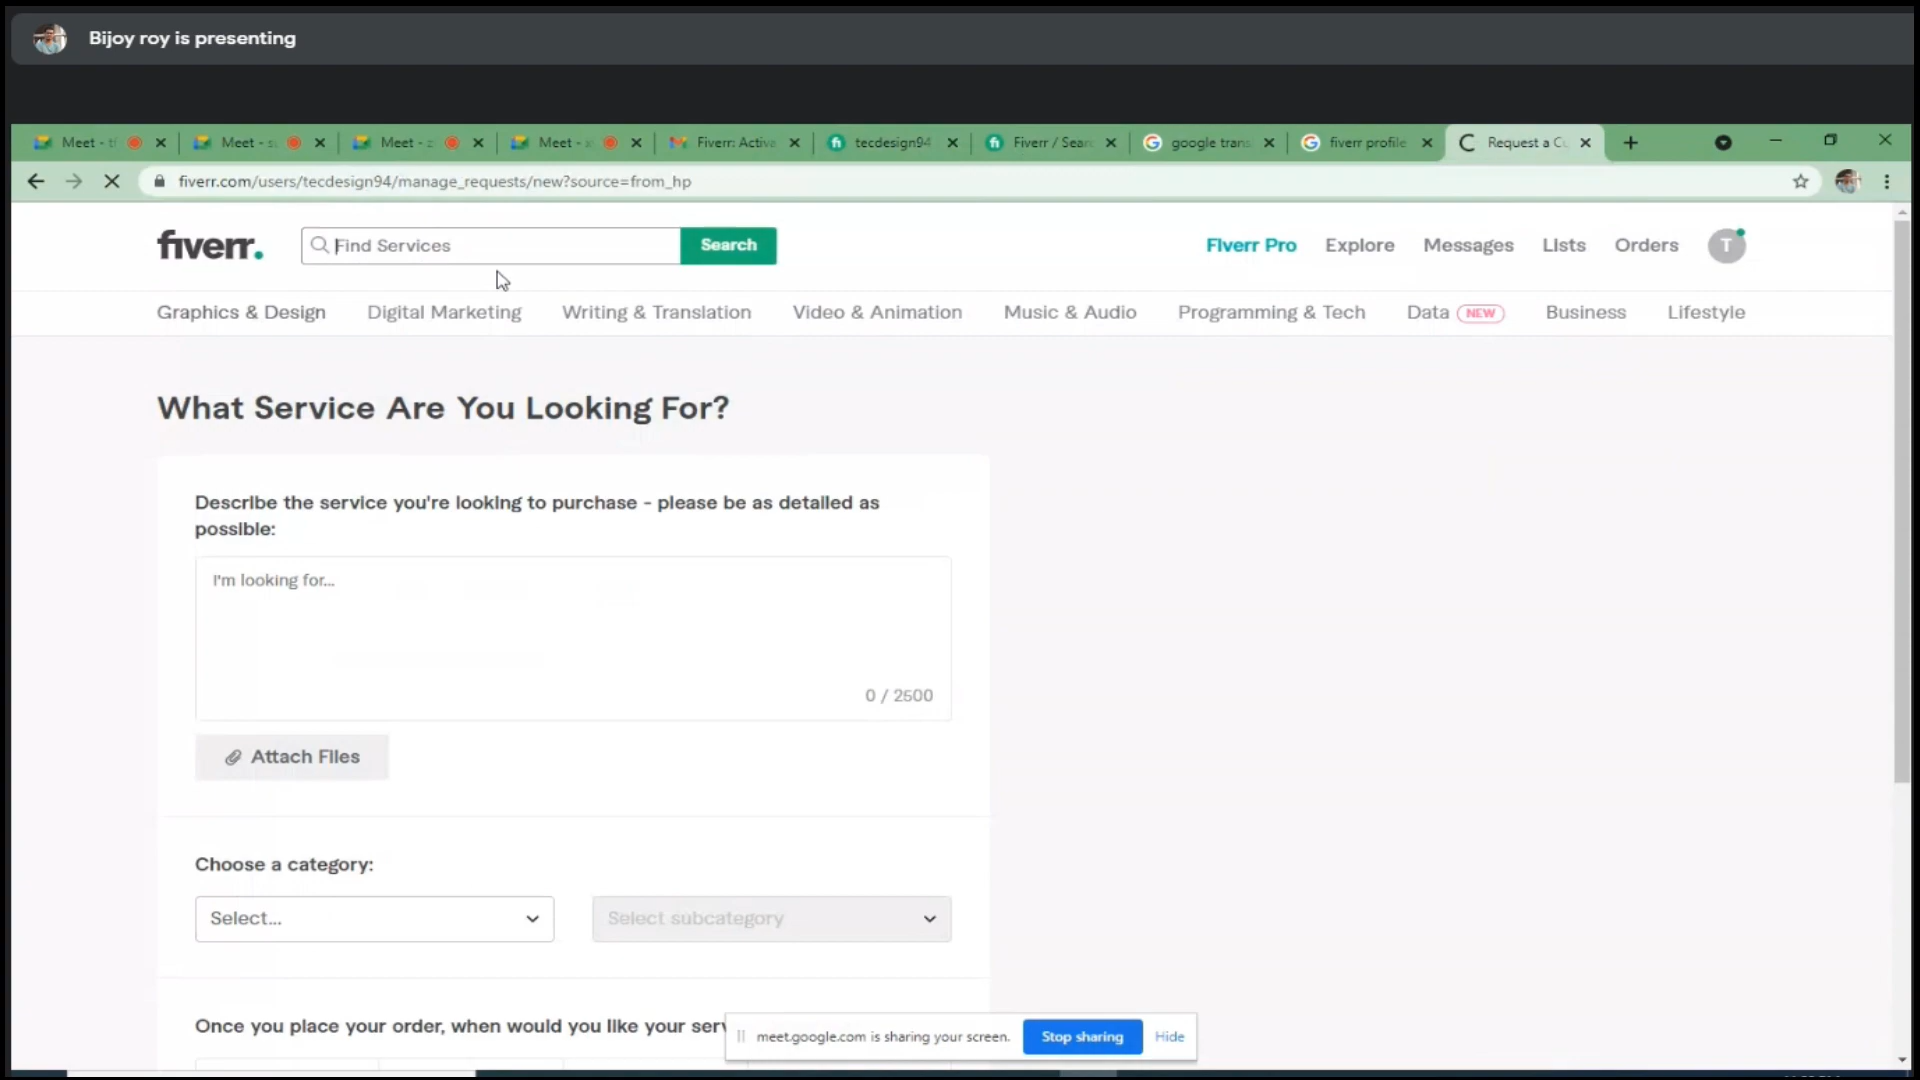 Bijoy roy is presenting
Meet - Meet - Meet - Meet - Fiverr: Activa tecdesign94 Fiverr / Sear google trans fiverr profile Request a Cu
fiverr.com/users/tecdesign94/manage_requests/new?source=from_hp
fiverr. Find Services Search Fiverr Pro Explore Messages Lists Orders T
Graphics & Design Digital Marketing Writing & Translation Video & Animation Music & Audio Programming & Tech Data NEW Business Lifestyle
What Service Are You Looking For?
Describe the service you're looking to purchase - please be as detailed as
possible:
I'm looking for...
0 / 2500
Attach Files
Choose a category:
Select... Select subcategory
Once you place your order, when would you like your serv
meet.google.com is sharing your screen. Stop sharing Hide